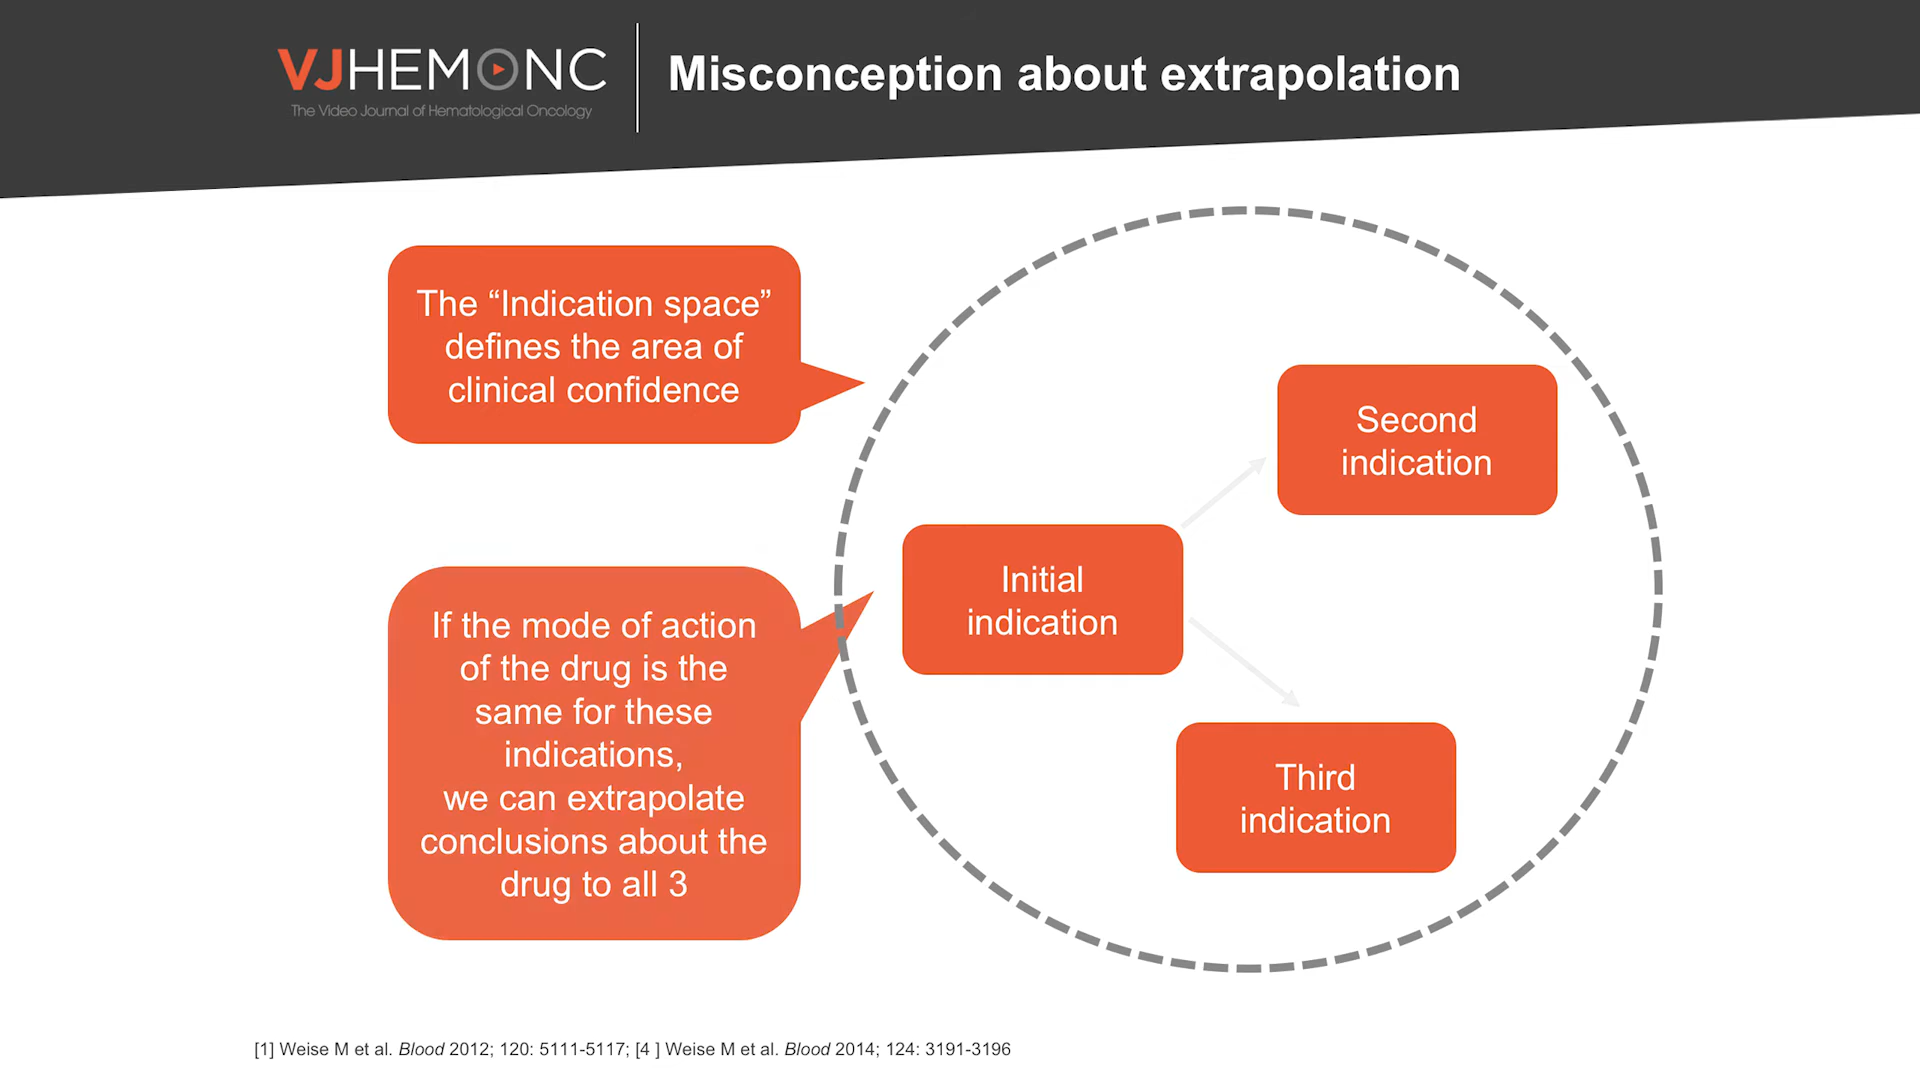 VJHEMONC
The Video Journal of Hematological Oncology
Misconception about extrapolation
The “Indication space”
defines the area of
clinical confidence
If the mode of action
of the drug is the
same for these
indications,
we can extrapolate
conclusions about the
drug to all 3
Initial
indication
Second
indication
Third
indication
[1] Weise M et al. Blood 2012; 120: 5111-5117; [4 ] Weise M et al. Blood 2014; 124: 3191-3196